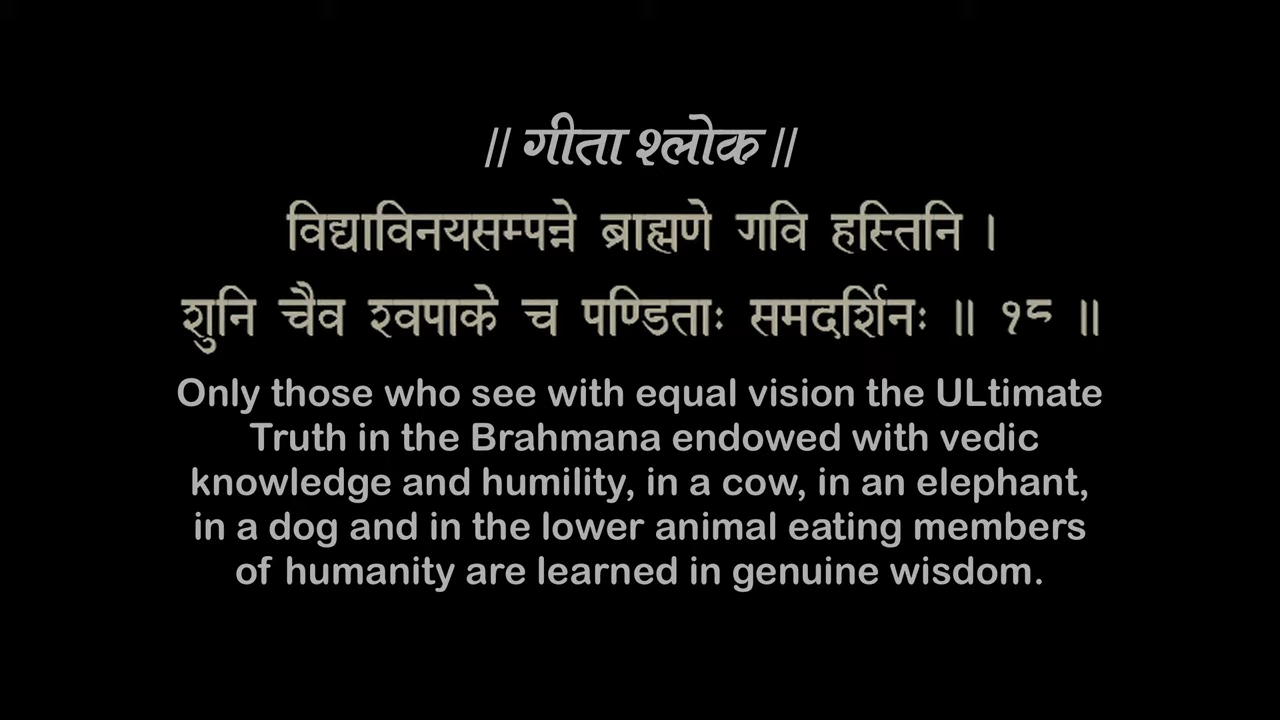 // गीता श्लोक //
विद्याविनयसम्पन्ने ब्राह्मणे गवि हस्तिनि ।
शुनि चैव श्वपाके च पण्डिताः समदर्शिनः ॥ १८ ॥
Only those who see with equal vision the ULtimate
Truth in the Brahmana endowed with vedic
knowledge and humility, in a cow, in an elephant,
in a dog and in the lower animal eating members
of humanity are learned in genuine wisdom.